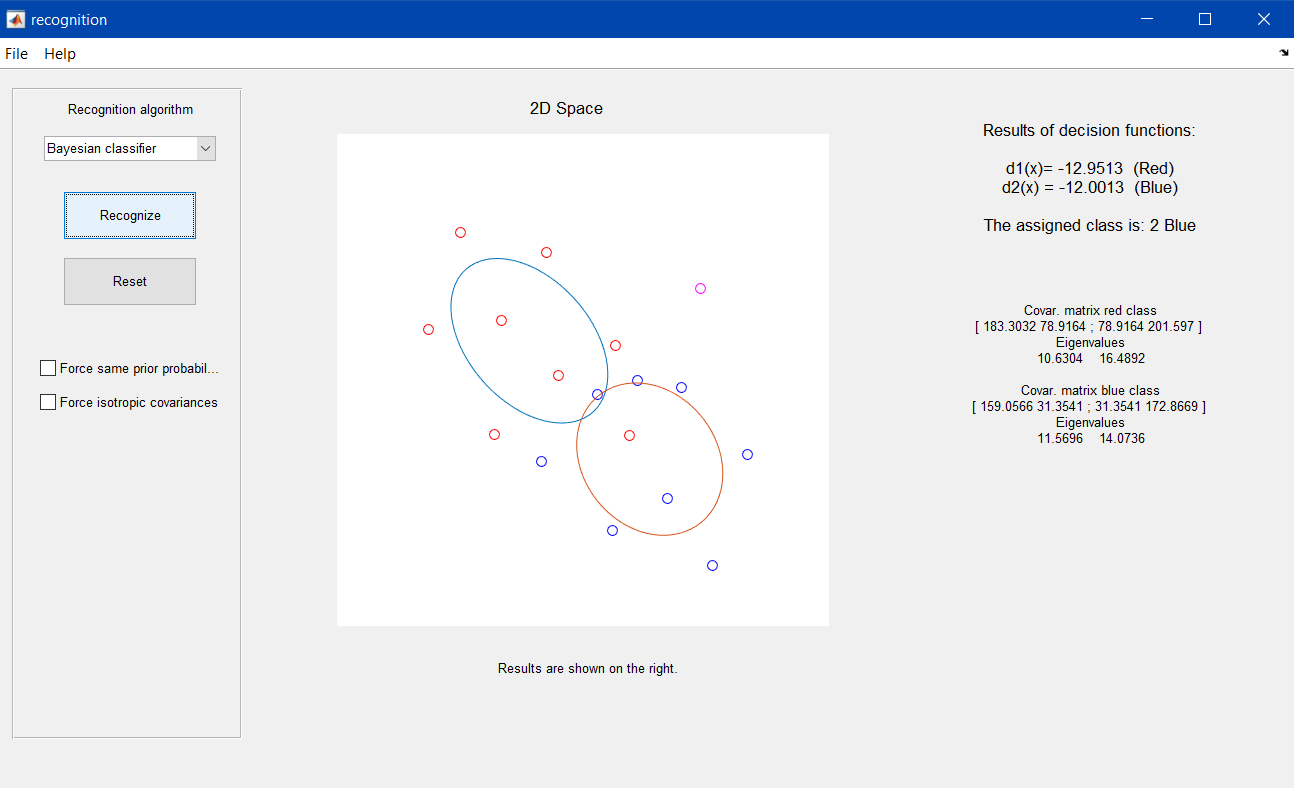 recognition
File Help
Recognition algorithm
Bayesian classifier
Recognize
Reset
Force same prior probabil...
Force isotropic covariances
2D Space
Results are shown on the right.
Results of decision functions:
d1(x)= -12.9513 (Red)
d2(x) = -12.0013 (Blue)
The assigned class is: 2 Blue
Covar. matrix red class
[ 183.3032 78.9164 ; 78.9164 201.597 ]
Eigenvalues
10.6304 16.4892
Covar. matrix blue class
[ 159.0566 31.3541 ; 31.3541 172.8669 ]
Eigenvalues
11.5696 14.0736